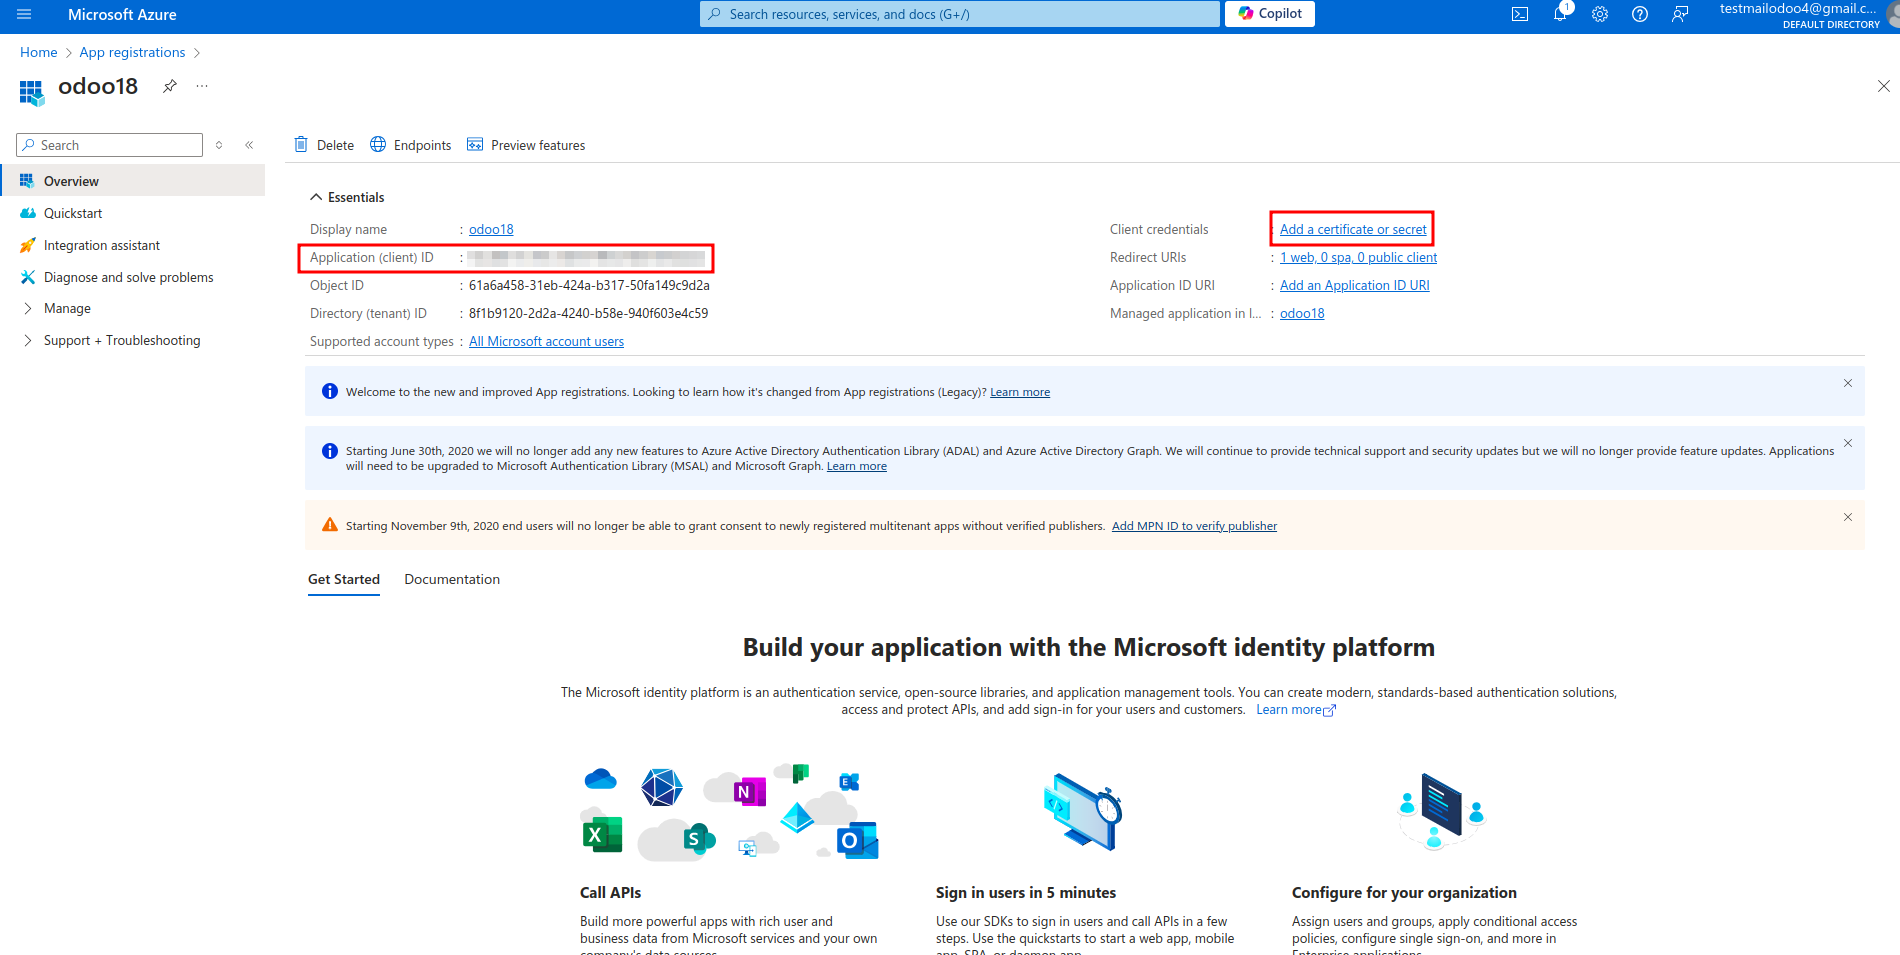 Microsoft Azure
Search resources, services, and docs (G+/)
Copilot
1
testmailodoo4@gmail.c...
DEFAULT DIRECTORY
Home > App registrations >
odoo18
...
Search
Delete
Endpoints
Preview features
Overview
Quickstart
Integration assistant
Diagnose and solve problems
Manage
Support + Troubleshooting
Essentials
Display name : odoo18
Application (client) ID :
Object ID : 61a6a458-31eb-424a-b317-50fa149c9d2a
Directory (tenant) ID : 8f1b9120-2d2a-4240-b58e-940f603e4c59
Supported account types : All Microsoft account users
Client credentials : Add a certificate or secret
Redirect URIs : 1 web, 0 spa, 0 public client
Application ID URI : Add an Application ID URI
Managed application in l... : odoo18
Welcome to the new and improved App registrations. Looking to learn how it's changed from App registrations (Legacy)? Learn more
Starting June 30th, 2020 we will no longer add any new features to Azure Active Directory Authentication Library (ADAL) and Azure Active Directory Graph. We will continue to provide technical support and security updates but we will no longer provide feature updates. Applications
will need to be upgraded to Microsoft Authentication Library (MSAL) and Microsoft Graph. Learn more
Starting November 9th, 2020 end users will no longer be able to grant consent to newly registered multitenant apps without verified publishers. Add MPN ID to verify publisher
Get Started
Documentation
Build your application with the Microsoft identity platform
The Microsoft identity platform is an authentication service, open-source libraries, and application management tools. You can create modern, standards-based authentication solutions,
access and protect APIs, and add sign-in for your users and customers. Learn more
N
E
X
S
O
Call APIs
Build more powerful apps with rich user and
business data from Microsoft services and your own
company's data sources.
Sign in users in 5 minutes
Use our SDKs to sign in users and call APIs in a few
steps. Use the quickstarts to start a web app, mobile
app, SPA, or daemon app.
Configure for your organization
Assign users and groups, apply conditional access
policies, configure single sign-on, and more in
Enterprise applications.